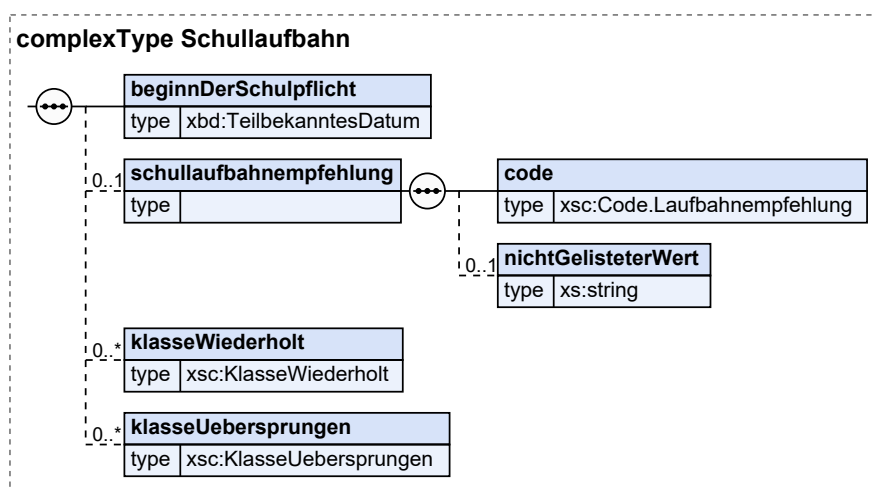 complexType Schullaufbahn
beginnDerSchulpflicht
type xbd:TeilbekanntesDatum
0..1 schullaufbahnempfehlung
type
code
type xsc:Code.Laufbahnempfehlung
0..1 nichtGelisteterWert
type xs:string
0..* klasseWiederholt
type xsc:KlasseWiederholt
0..* klasseUebersprungen
type xsc:KlasseUebersprungen